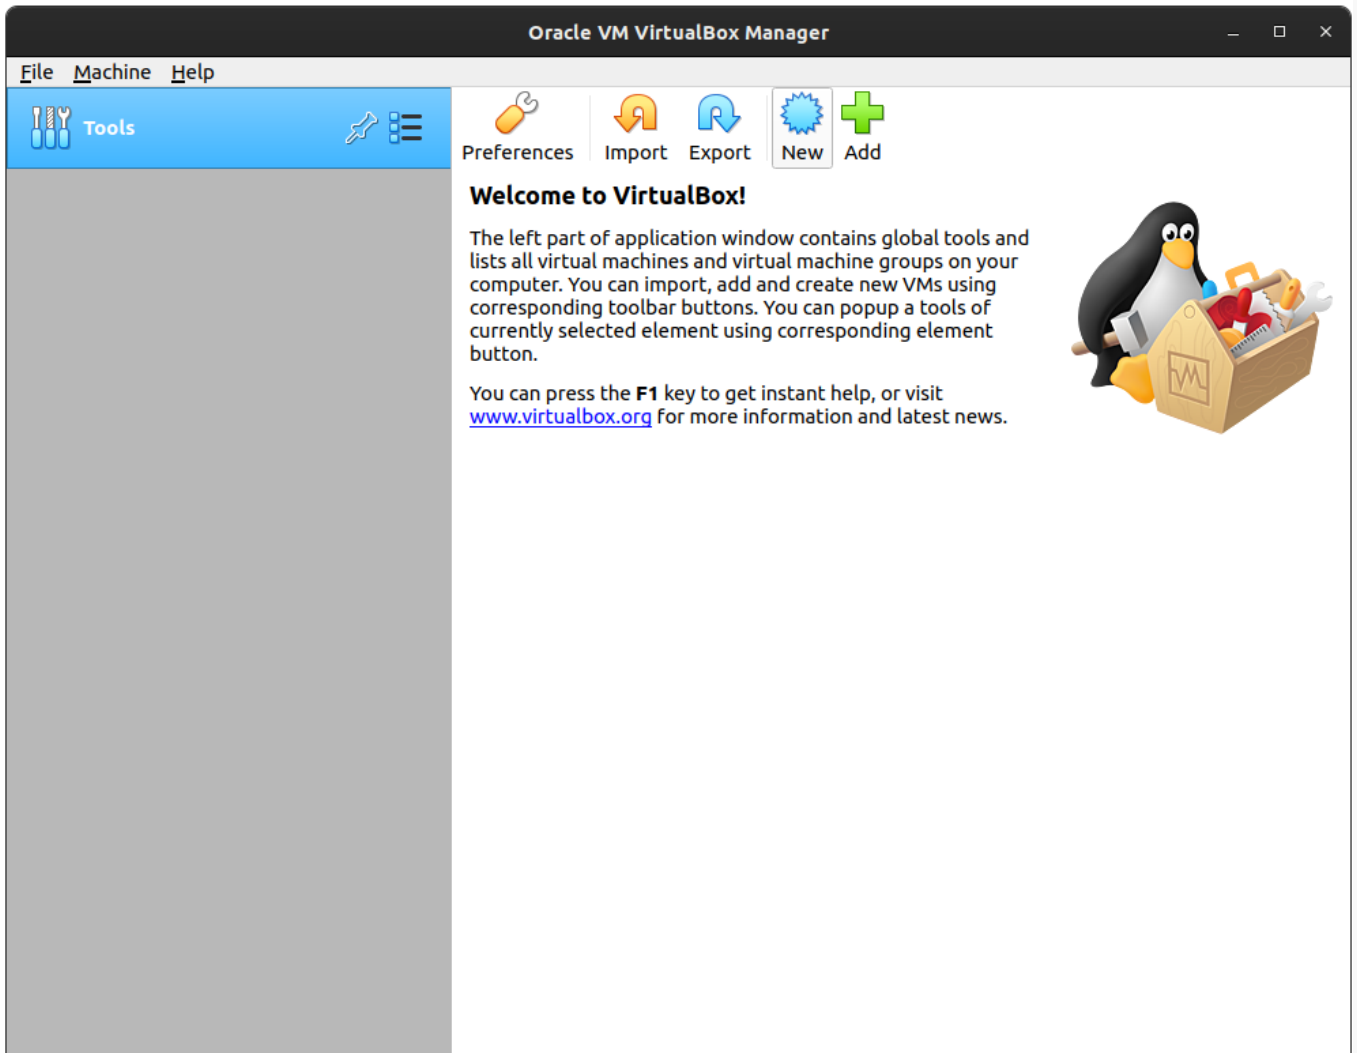 Oracle VM VirtualBox Manager
File Machine Help
Tools
Preferences Import Export New Add
Welcome to VirtualBox!
The left part of application window contains global tools and
lists all virtual machines and virtual machine groups on your
computer. You can import, add and create new VMs using
corresponding toolbar buttons. You can popup a tools of
currently selected element using corresponding element
button.
You can press the F1 key to get instant help, or visit
www.virtualbox.org for more information and latest news.